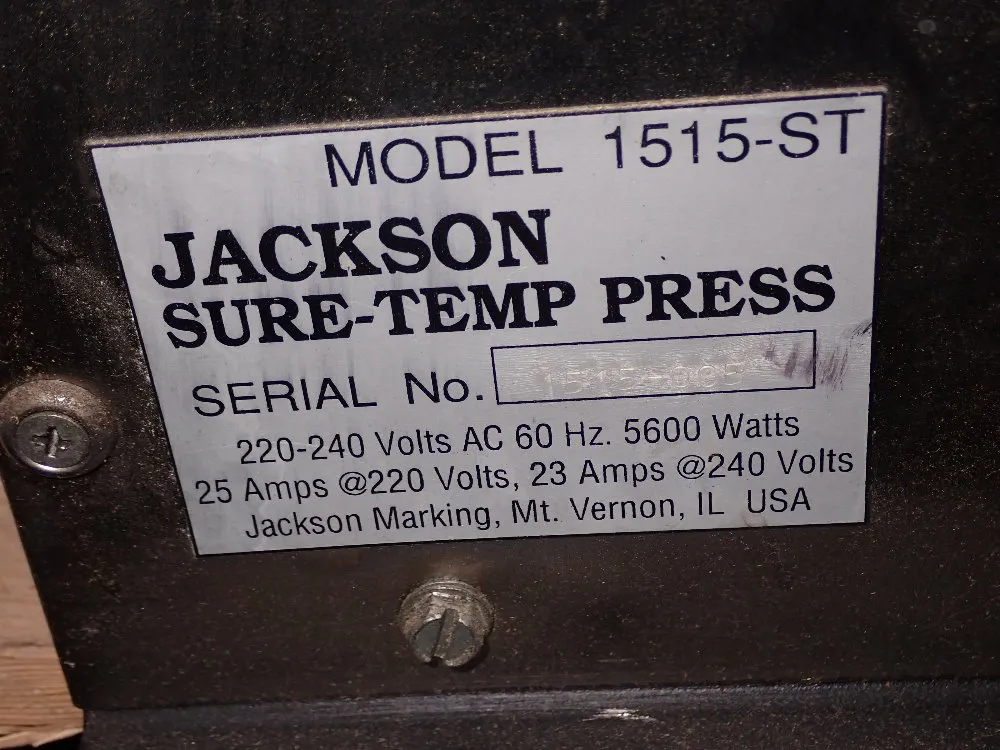 MODEL 1515-ST
JACKSON
SURE-TEMP PRESS
SERIAL No.
220-240 Volts AC 60 Hz. 5600 Watts
25 Amps @220 Volts, 23 Amps @240 Volts
Jackson Marking, Mt. Vernon, IL USA